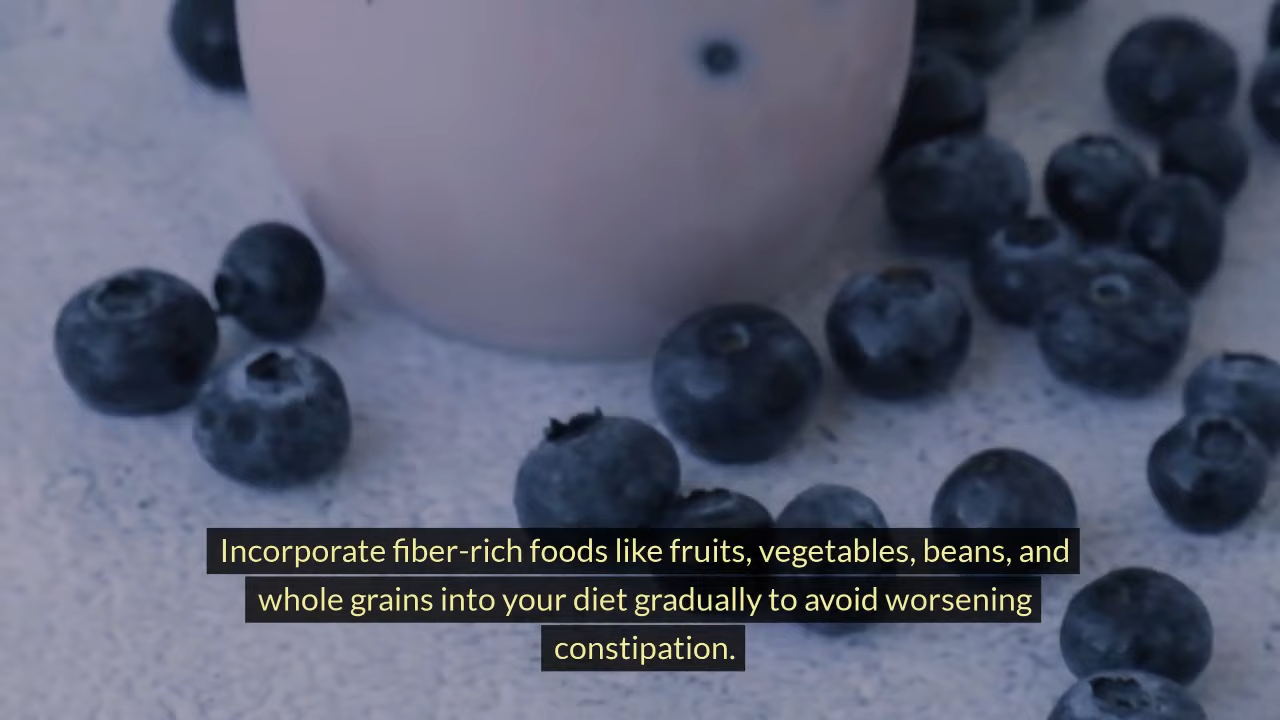 Incorporate fiber-rich foods like fruits, vegetables, beans, and
whole grains into your diet gradually to avoid worsening
constipation.